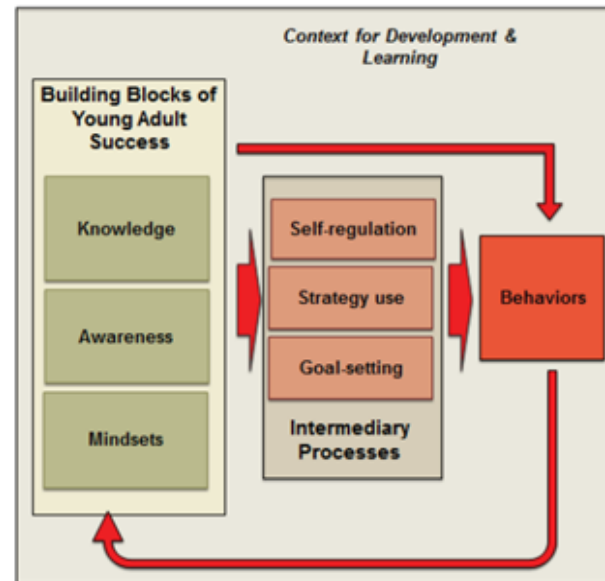 Context for Development &
Learning
Building Blocks of
Young Adult
Success
Knowledge
Awareness
Mindsets
Self-regulation
Strategy use
Goal-setting
Intermediary
Processes
Behaviors